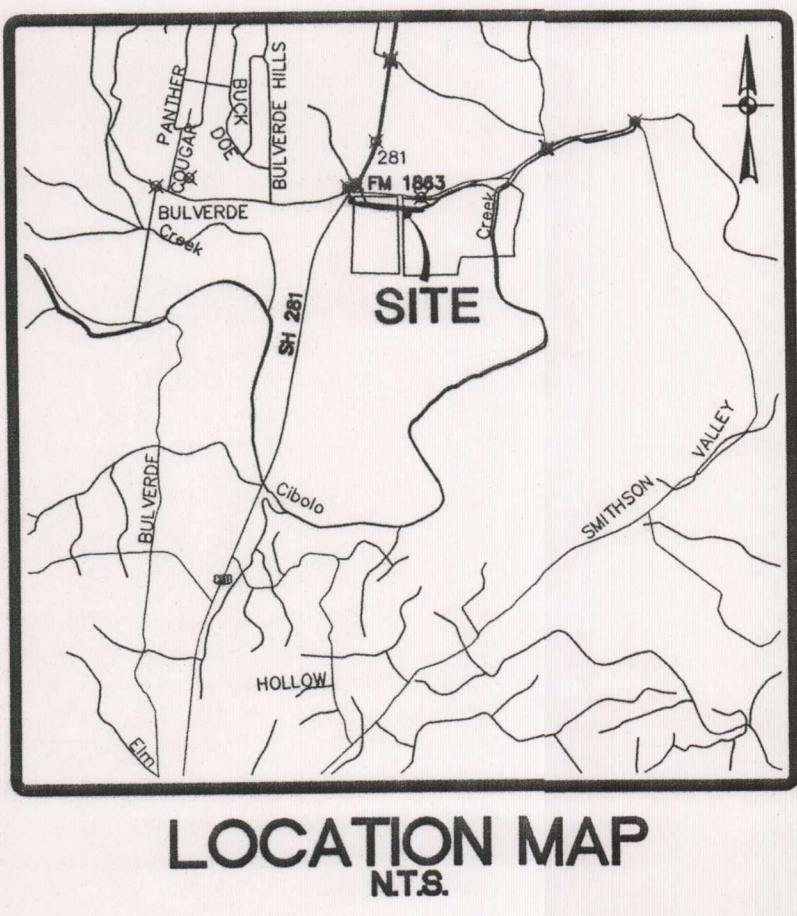 PANTHER
BUCK
BULVERDE HILLS
COUGAR
DOE
281
FM 1863
BULVERDE
Creek
Creek
SITE
SH 281
BULVERDE
Cibolo
SMITHSON VALLEY
HOLLOW
Elm
LOCATION MAP
N.T.S.